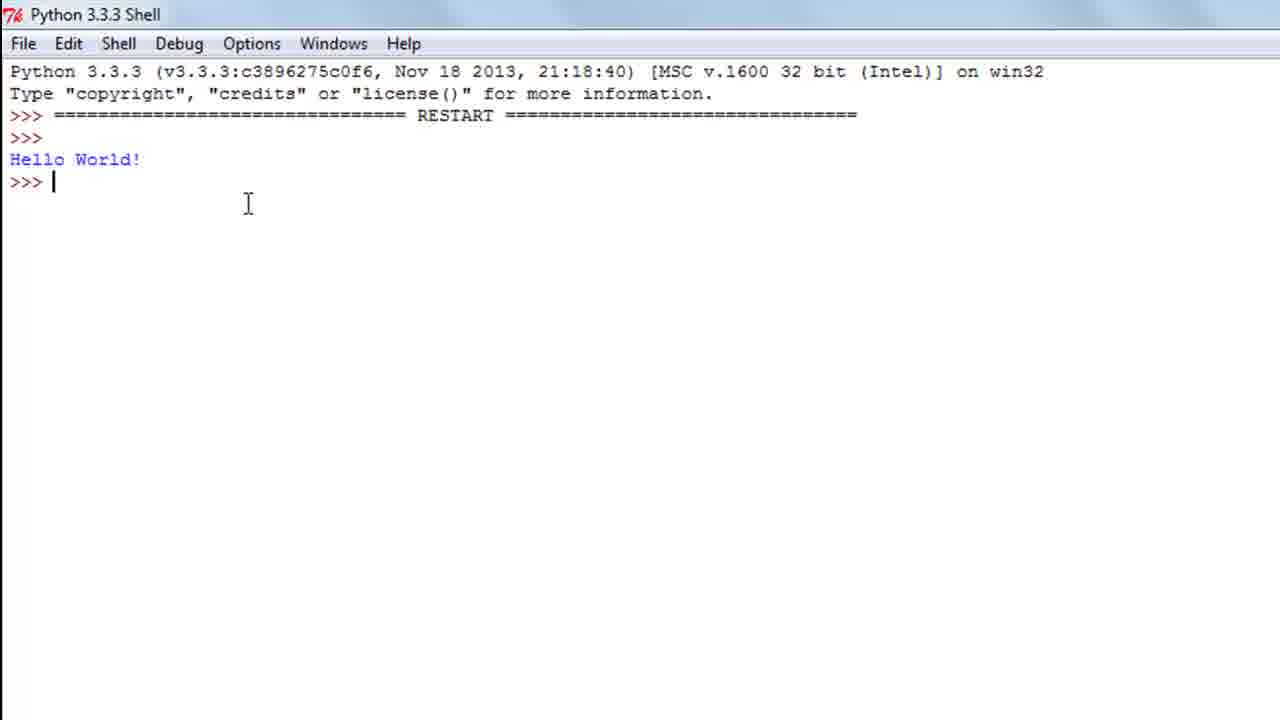 Python 3.3.3 Shell
File Edit Shell Debug Options Windows Help
Python 3.3.3 (v3.3.3:c3896275c0f6, Nov 18 2013, 21:18:40) [MSC v.1600 32 bit (Intel)] on win32
Type "copyright", "credits" or "license()" for more information.
>>> ================================ RESTART ================================
>>>
Hello World!
>>>